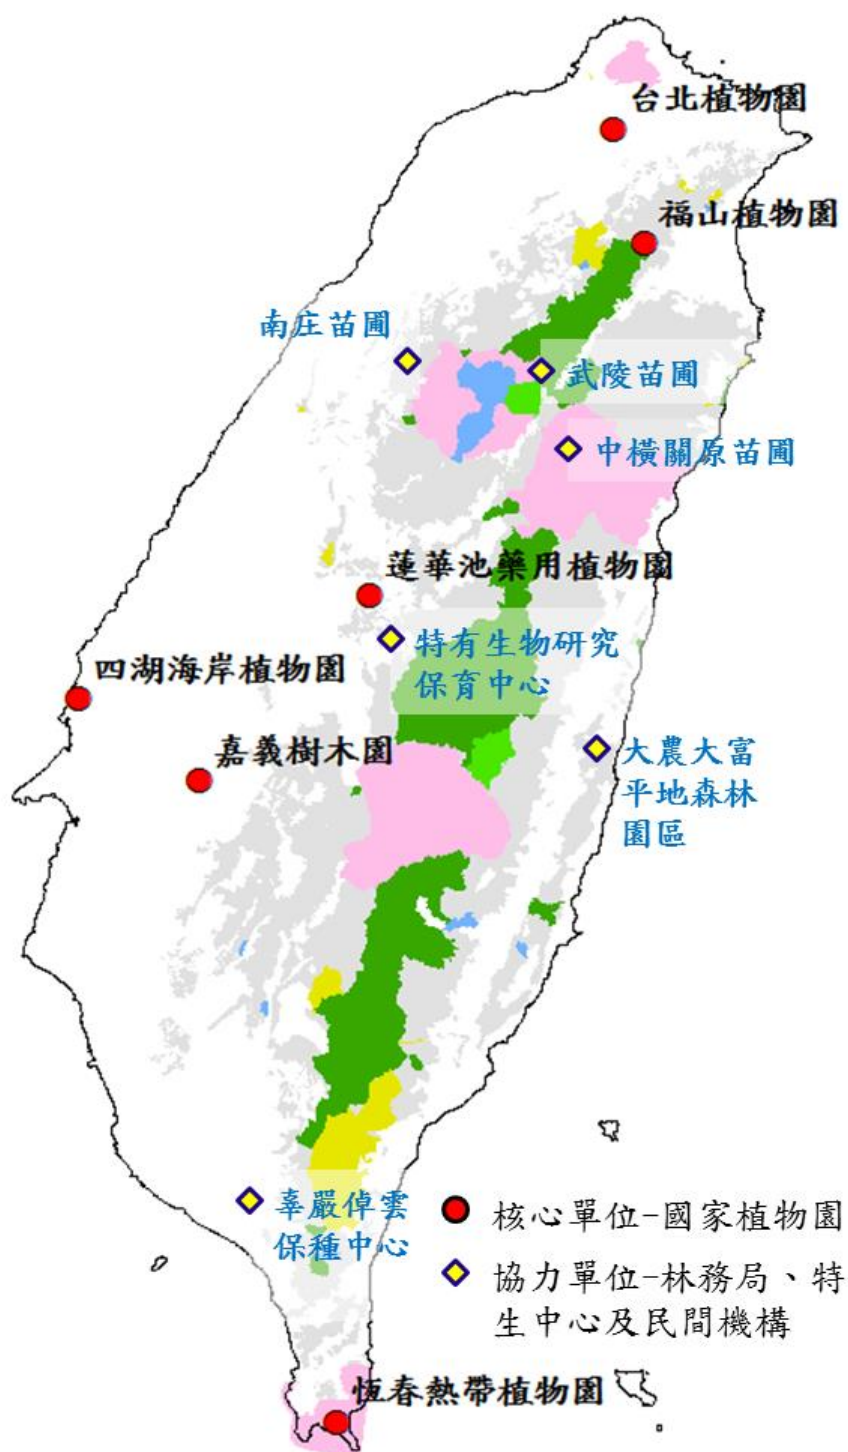 台北植物園
福山植物園
南庄苗圃
武陵苗圃
中橫關原苗圃
蓮華池藥用植物園
特有生物研究
保育中心
四湖海岸植物園
嘉義樹木園
大農大富
平地森林
園區
辜嚴倬雲
保種中心
核心單位-國家植物園
協力單位-林務局、特
生中心及民間機構
恆春熱帶植物園